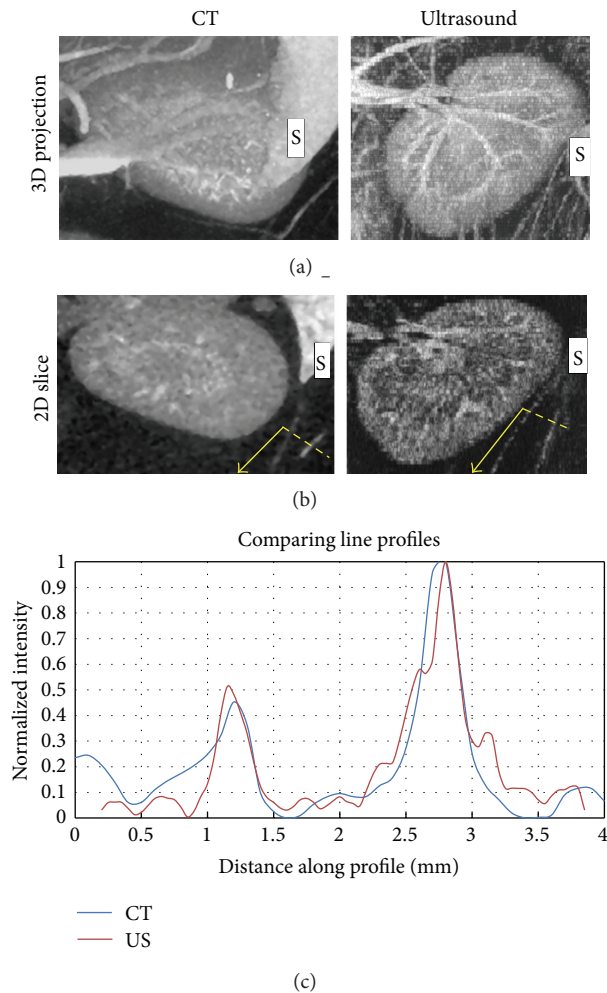 CT Ultrasound
3D projection
S S
(a) _
2D slice
S S
(b)
Comparing line profiles
Normalized intensity
1
0.9
0.8
0.7
0.6
0.5
0.4
0.3
0.2
0.1
0
0 0.5 1 1.5 2 2.5 3 3.5 4
Distance along profile (mm)
CT
US
(c)